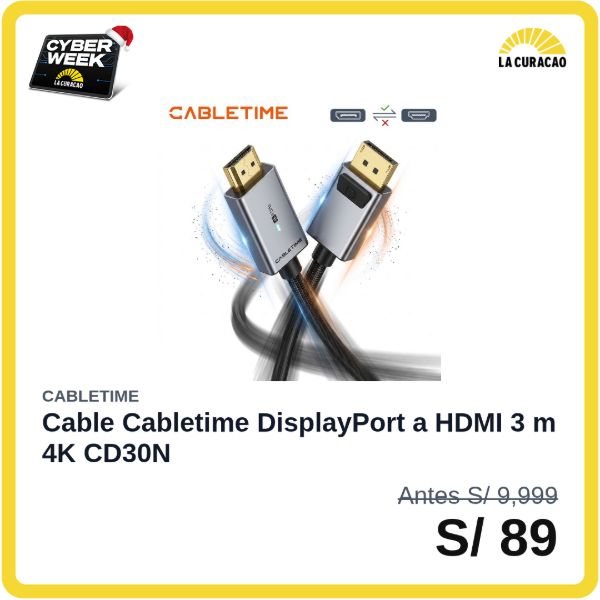 CYBER
WEEK
LA CURACAO
LA CURACAO
CABLETIME
CABLETIME
CABLETIME
Cable Cabletime DisplayPort a HDMI 3 m
4K CD30N
Antes S/ 9,999
S/ 89